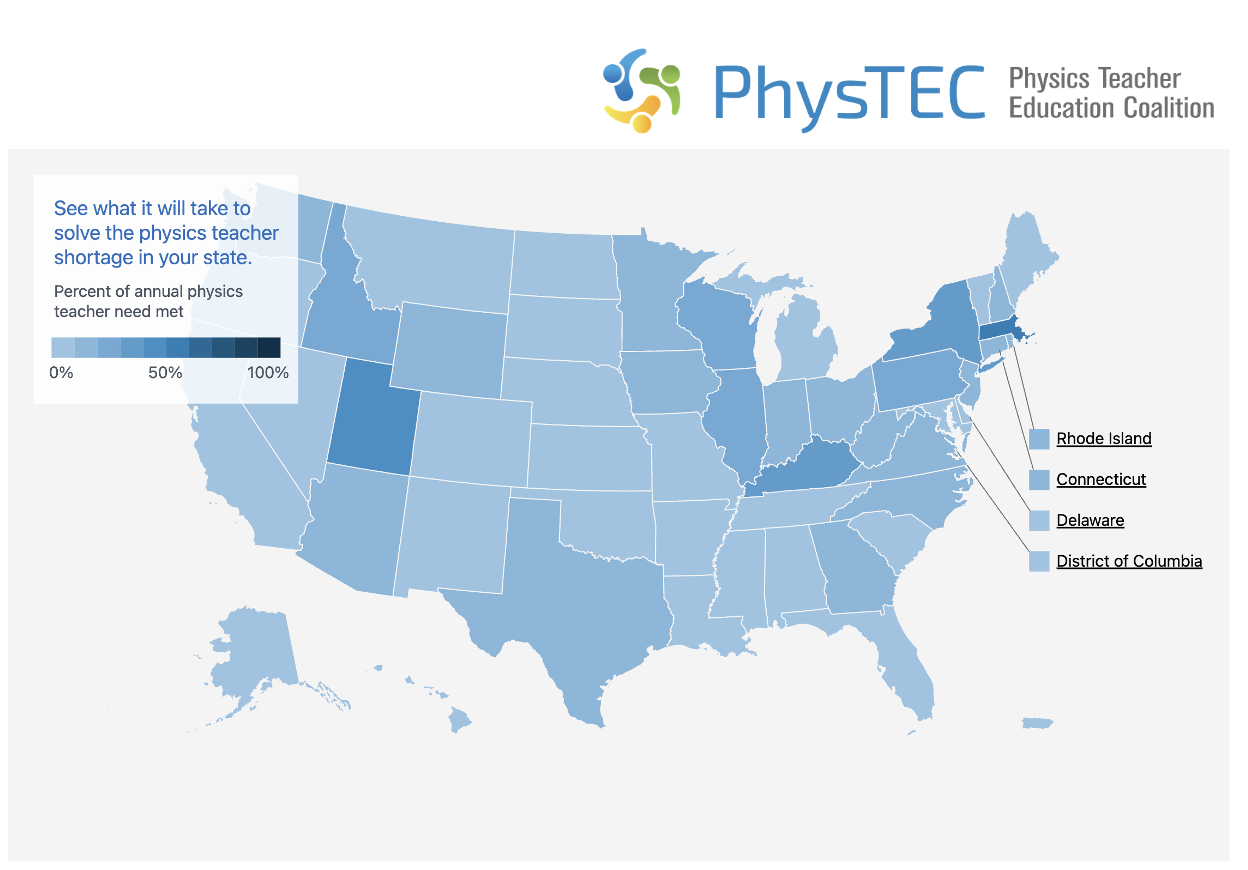 PhysTEC
Physics Teacher
Education Coalition
See what it will take to
solve the physics teacher
shortage in your state.
Percent of annual physics
teacher need met
0% 50% 100%
Rhode Island
Connecticut
Delaware
District of Columbia